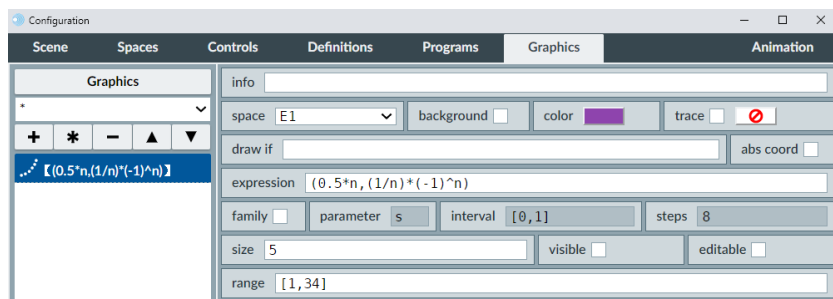 Configuration
Scene Spaces Controls Definitions Programs Graphics Animation
Graphics
info
*
space E1 background color trace
+ * − ▲ ▼
draw if abs coord
【(0.5*n,(1/n)*(-1)^n)】
expression (0.5*n,(1/n)*(-1)^n)
family parameter s interval [0,1] steps 8
size 5 visible editable
range [1,34]